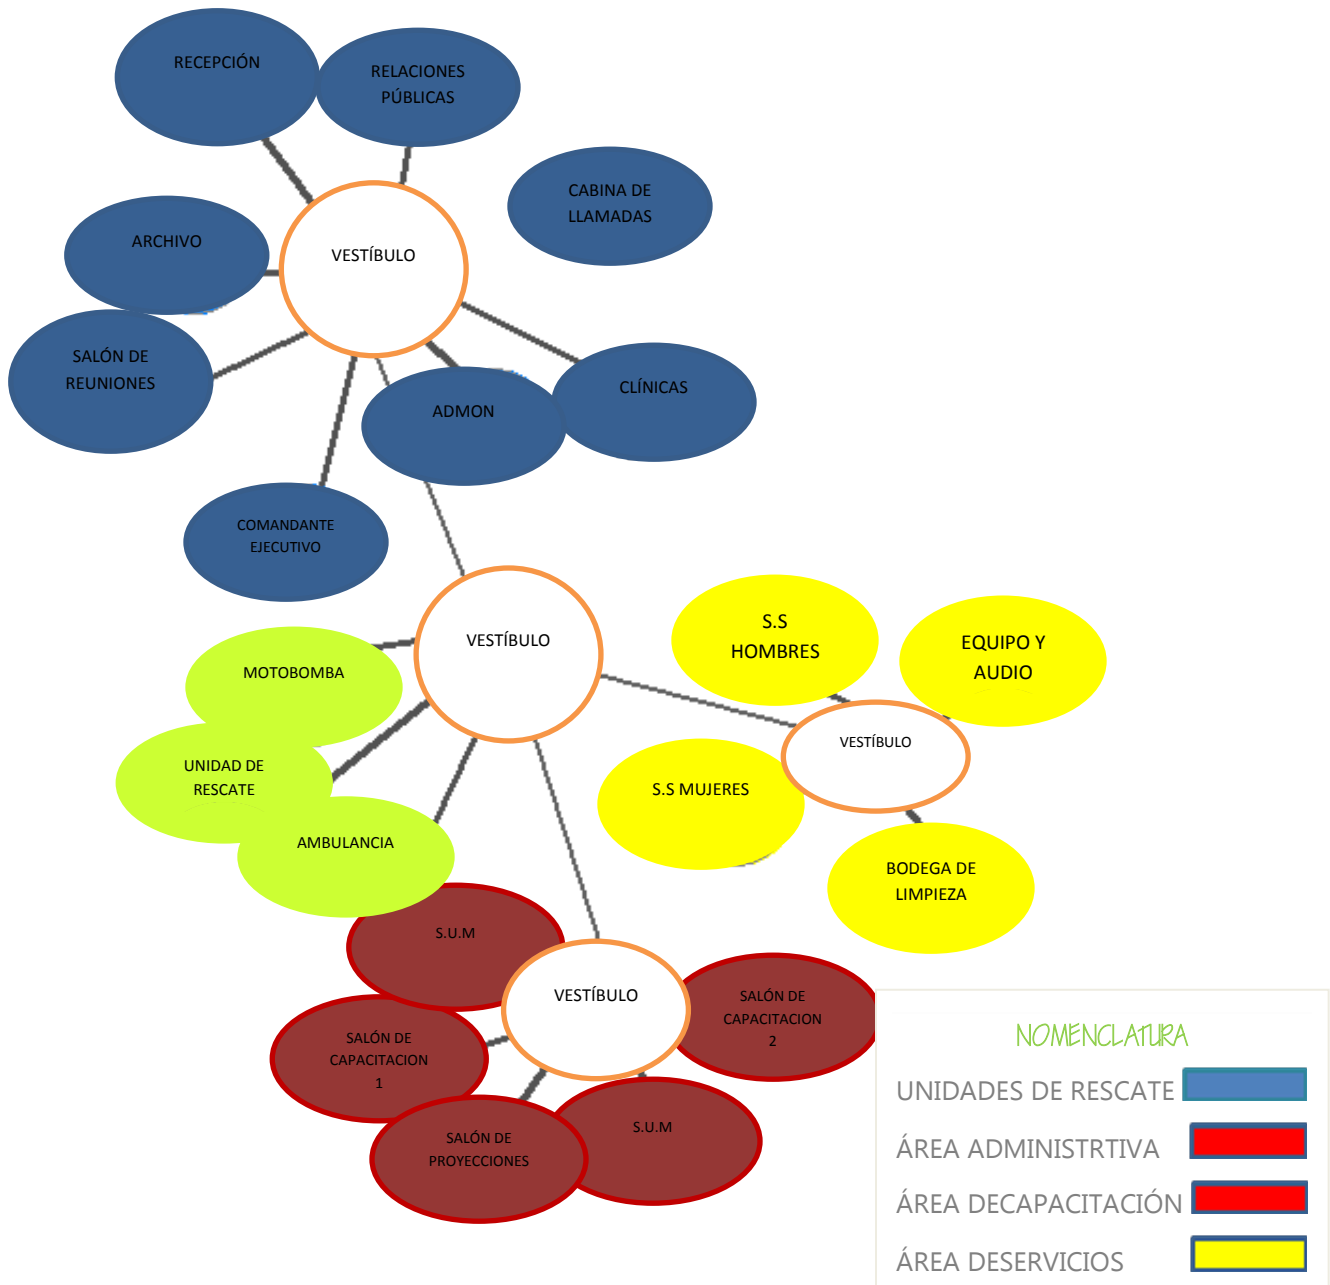 RECEPCIÓN
RELACIONES
PÚBLICAS
CABINA DE
LLAMADAS
ARCHIVO
VESTÍBULO
SALÓN DE
REUNIONES
ADMON
CLÍNICAS
COMANDANTE
EJECUTIVO
VESTÍBULO
S.S
HOMBRES
EQUIPO Y
AUDIO
MOTOBOMBA
VESTÍBULO
UNIDAD DE
RESCATE
S.S MUJERES
AMBULANCIA
BODEGA DE
LIMPIEZA
S.U.M
VESTÍBULO
SALÓN DE
CAPACITACION
2
SALÓN DE
CAPACITACION
1
S.U.M
SALÓN DE
PROYECCIONES
NOMENCLATURA
UNIDADES DE RESCATE
ÁREA ADMINISTRTIVA
ÁREA DECAPACITACIÓN
ÁREA DESERVICIOS